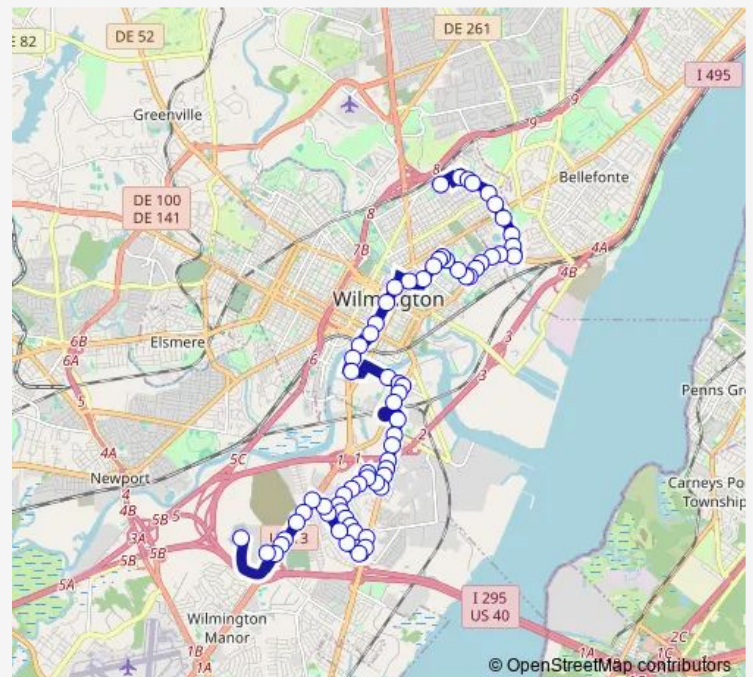 E 82
DE 52
DE 261
I 495
9
9
Greenville
8
Bellefonte
DE 100
DE 141
8
7B
4A
4B
Wilmington
3
6B
6A
Elsmere
6
3
Penns Gr
5
2
4A
5C
1
1
Newport
Carneys Po
Township
4
4B
5B
5
3A
5B
5A
I 295
US 40
Wilmington
Manor
1B
1A
1A
2C
1C
© OpenStreetMap contributors